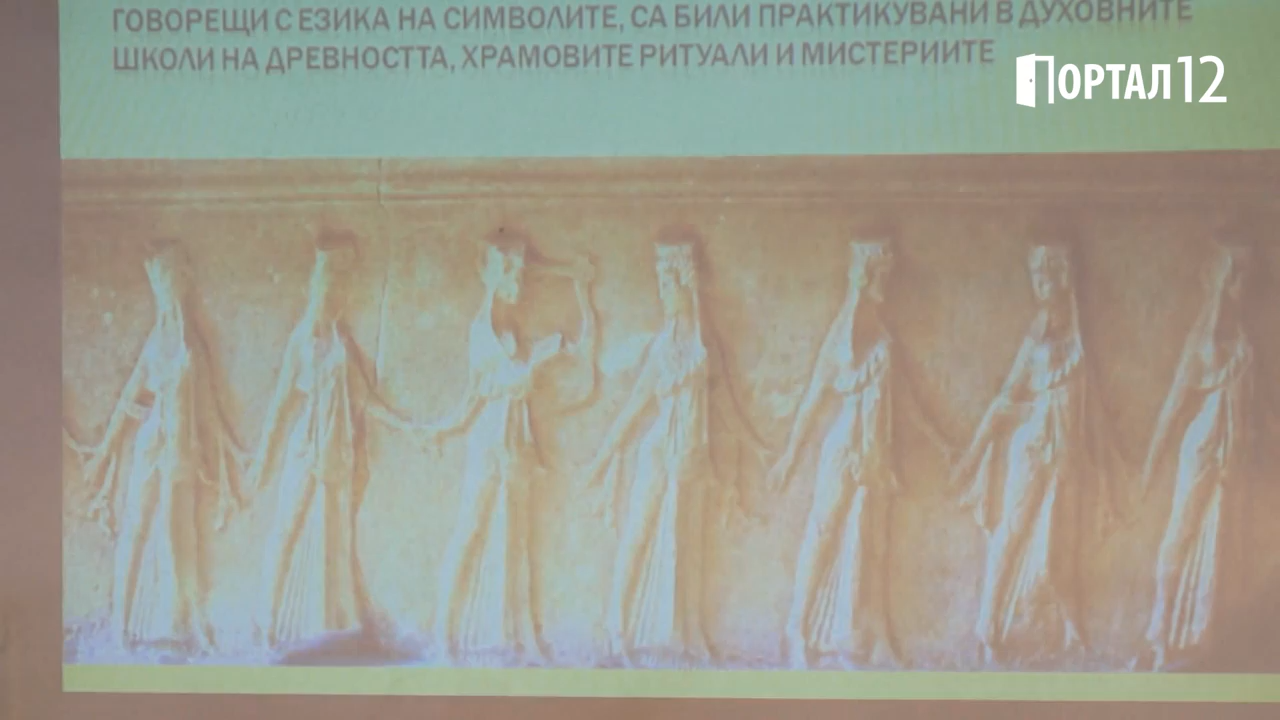 ГОВОРЕЩИ С ЕЗИКА НА СИМВОЛИТЕ, СА БИЛИ ПРАКТИКУВАНИ В ДУХОВНИТЕ
ШКОЛИ НА ДРЕВНОСТТА, ХРАМОВИТЕ РИТУАЛИ И МИСТЕРИИТЕ
ПОРТАЛ12